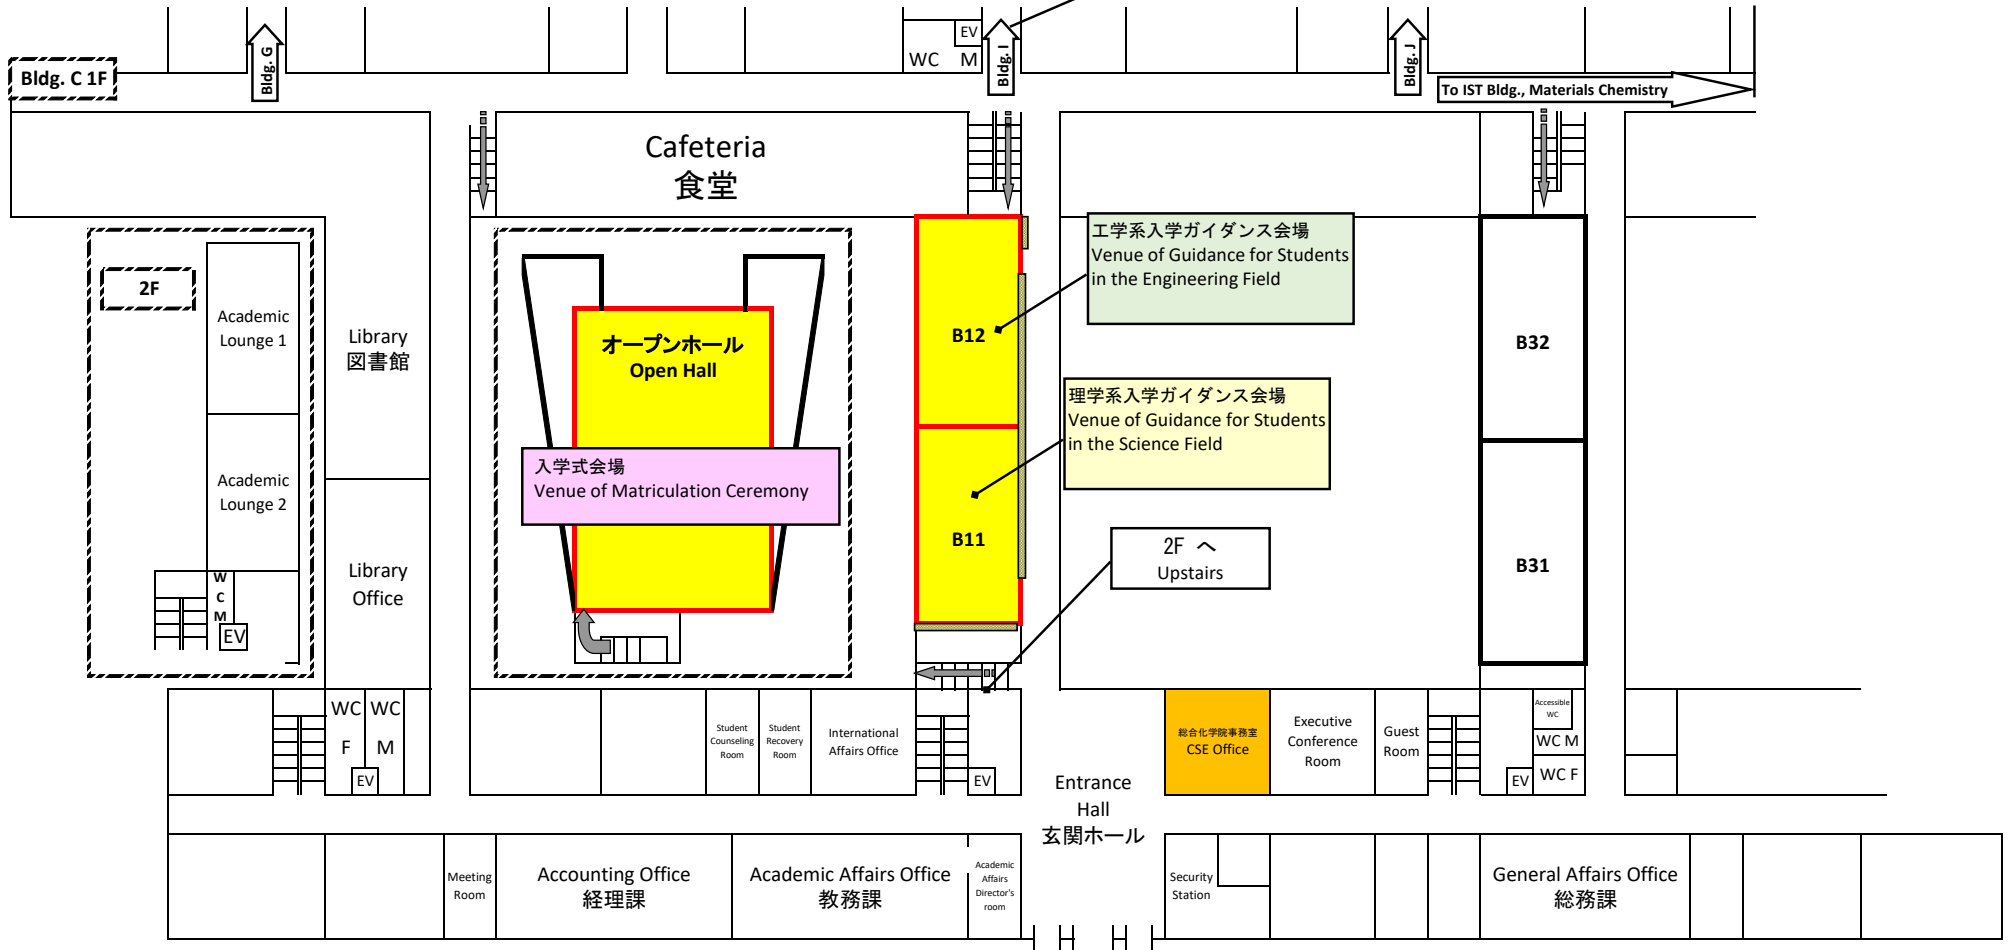 EV
WC M
Bldg. G
Bldg. I
Bldg. J
Bldg. C 1F
To IST Bldg., Materials Chemistry
Cafeteria
食堂
工学系入学ガイダンス会場
Venue of Guidance for Students
in the Engineering Field
2F
Academic
Lounge 1
Library
図書館
オープンホール
Open Hall
B12
B32
理学系入学ガイダンス会場
Venue of Guidance for Students
in the Science Field
入学式会場
Venue of Matriculation Ceremony
Academic
Lounge 2
B11
2F へ
Upstairs
B31
Library
Office
W
C
M
EV
WC
F
WC
M
EV
Student
Counseling
Room
Student
Recovery
Room
International
Affairs Office
EV
総合化学院事務室
CSE Office
Executive
Conference
Room
Guest
Room
Accessible
WC
WC M
WC F
EV
Entrance
Hall
玄関ホール
Meeting
Room
Accounting Office
経理課
Academic Affairs Office
教務課
Academic
Affairs
Director's
room
Security
Station
General Affairs Office
総務課